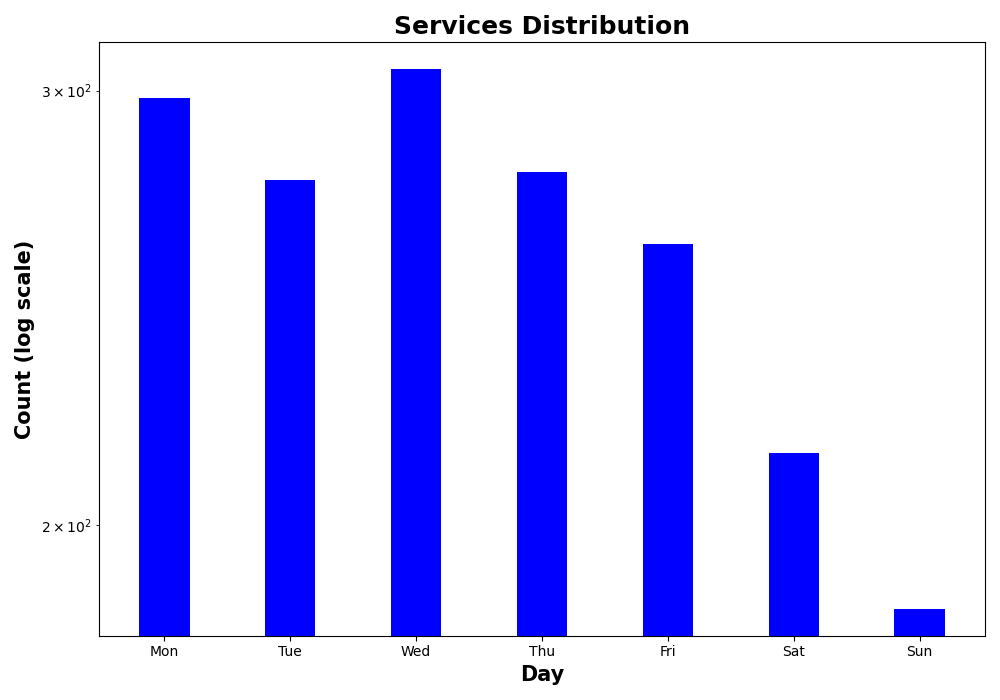 Services Distribution
Count (log scale)
3 × 10²
2 × 10²
Mon Tue Wed Thu Fri Sat Sun
Day